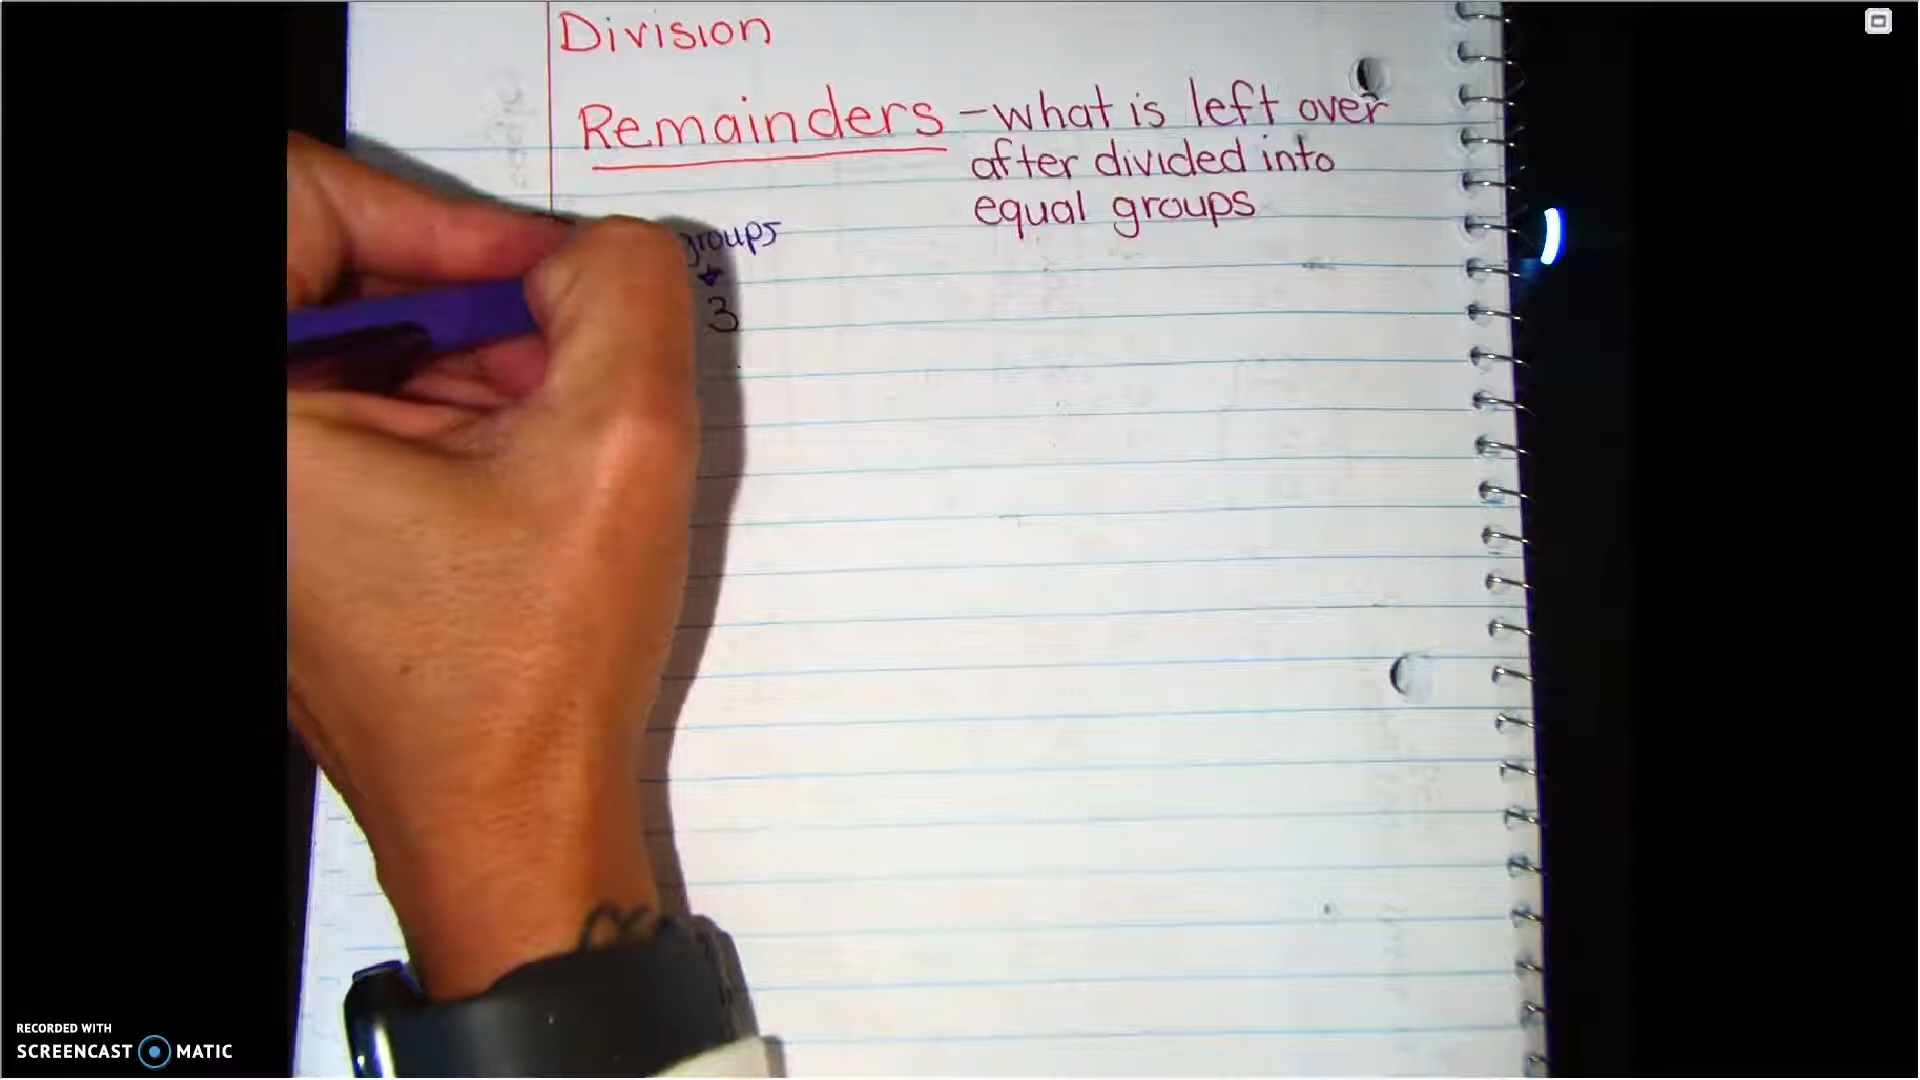 Division
Remainders - what is left over
after divided into
equal groups
groups
3
RECORDED WITH
SCREENCAST MATIC